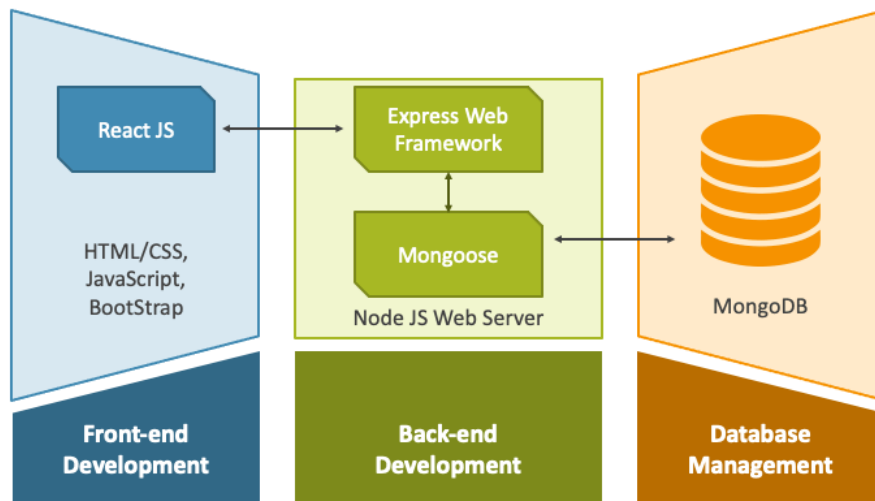 React JS
HTML/CSS,
JavaScript,
BootStrap
Express Web
Framework
Mongoose
Node JS Web Server
MongoDB
Front-end
Development
Back-end
Development
Database
Management